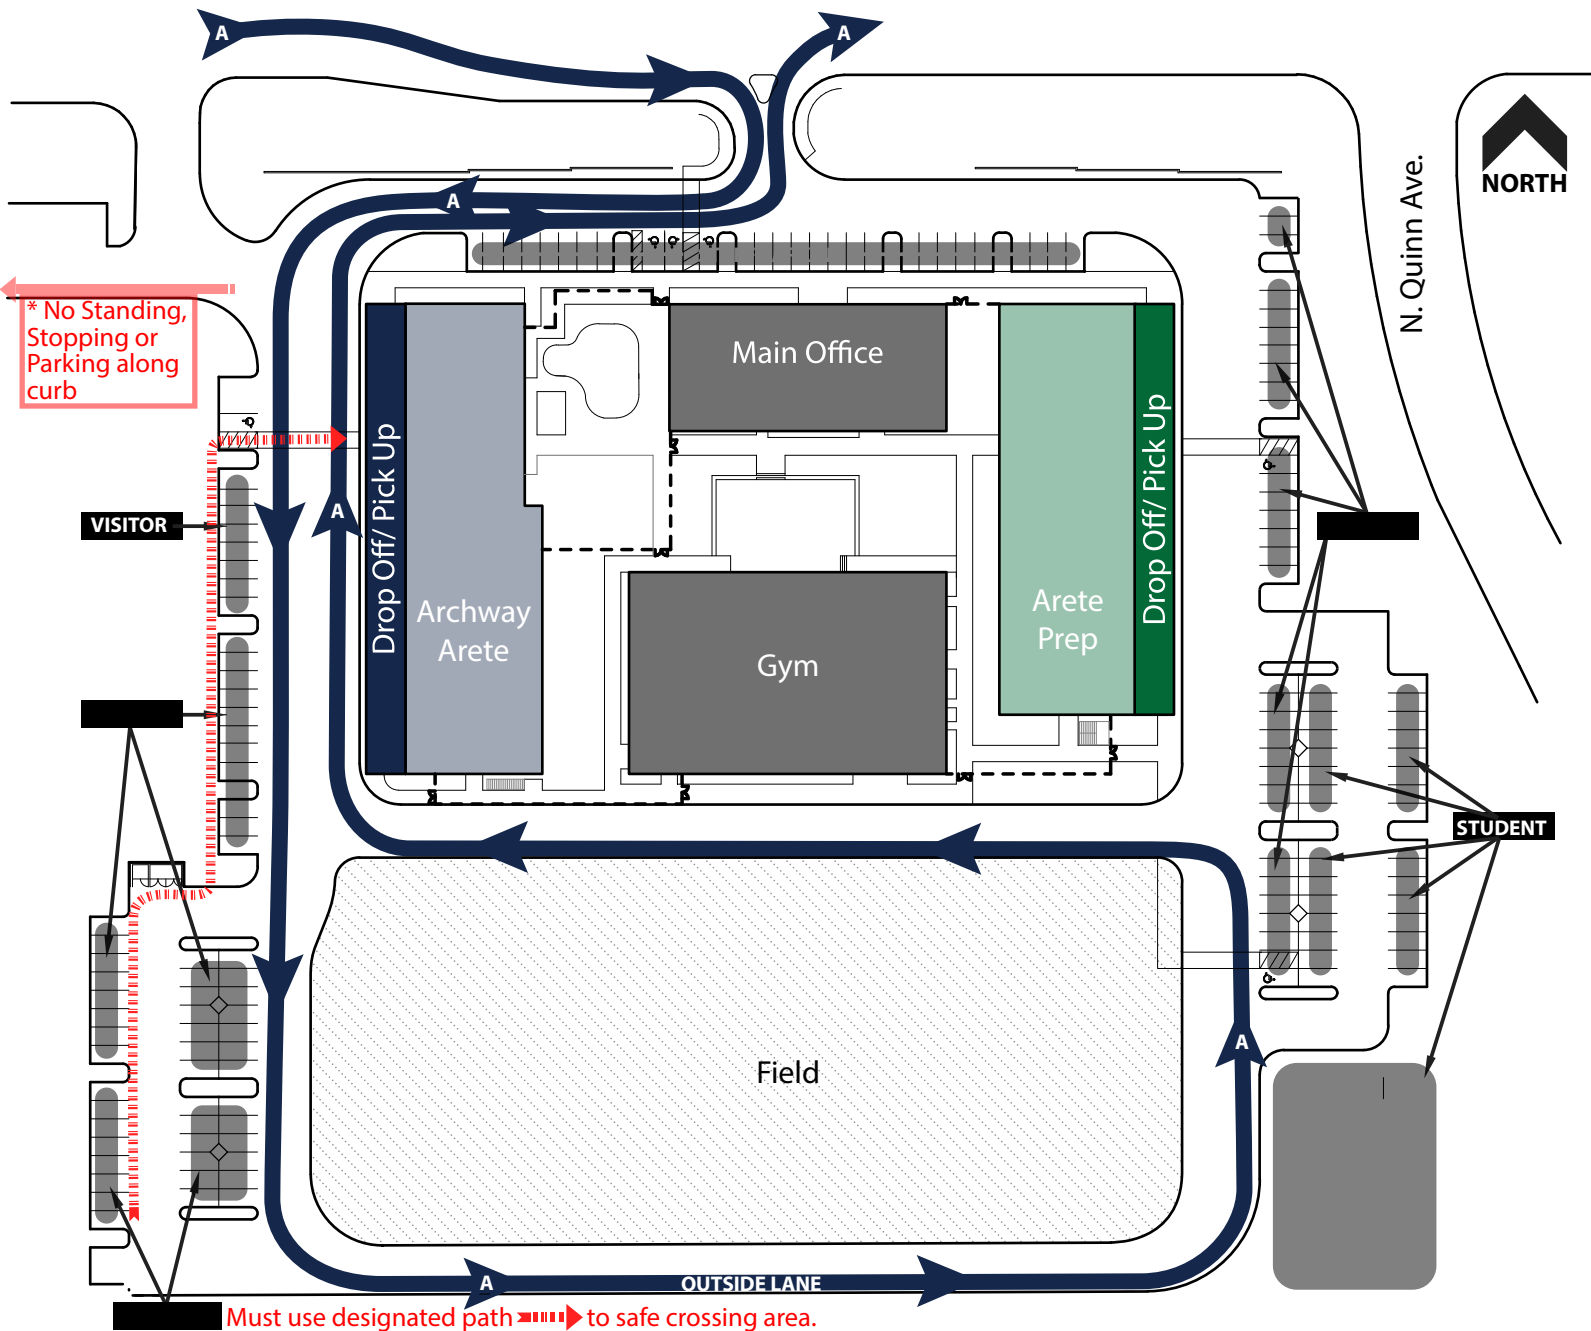 A
A
NORTH
N. Quinn Ave.
A
* No Standing,
Stopping or
Parking along
curb
Main Office
Drop Off/ Pick Up
Drop Off/ Pick Up
VISITOR
A
Archway
Arete
Arete
Prep
Gym
STUDENT
A
Field
A
OUTSIDE LANE
Must use designated path to safe crossing area.